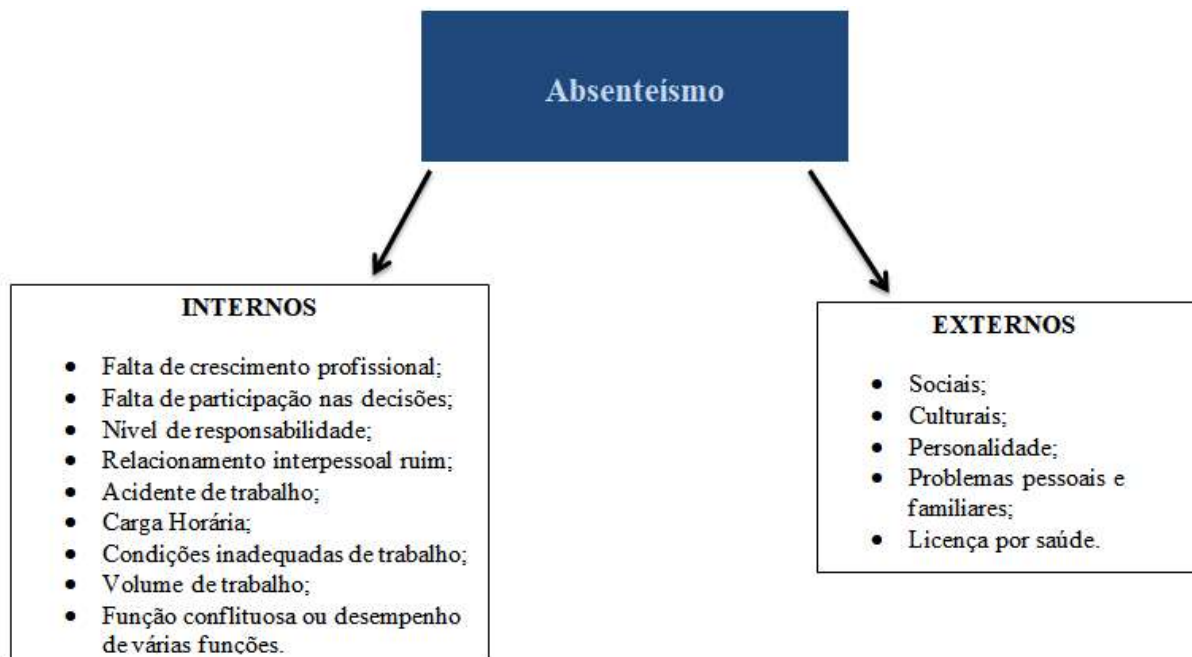 Absenteísmo
INTERNOS
• Falta de crescimento profissional;
• Falta de participação nas decisões;
• Nível de responsabilidade;
• Relacionamento interpessoal ruim;
• Acidente de trabalho;
• Carga Horária;
• Condições inadequadas de trabalho;
• Volume de trabalho;
• Função conflituosa ou desempenho
de várias funções.
EXTERNOS
• Sociais;
• Culturais;
• Personalidade;
• Problemas pessoais e
familiares;
• Licença por saúde.